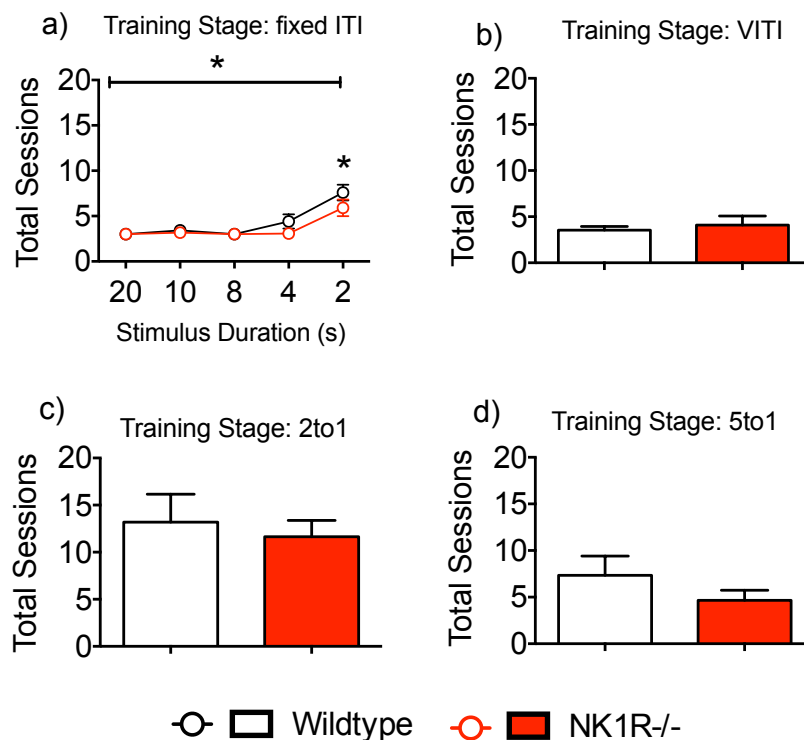 a) Training Stage: fixed ITI
*
*
Total Sessions
20
15
10
5
0
20 10 8 4 2
Stimulus Duration (s)
b) Training Stage: VITI
Total Sessions
20
15
10
5
0
c) Training Stage: 2to1
Total Sessions
20
15
10
5
0
d) Training Stage: 5to1
Total Sessions
20
15
10
5
0
Wildtype NK1R-/-